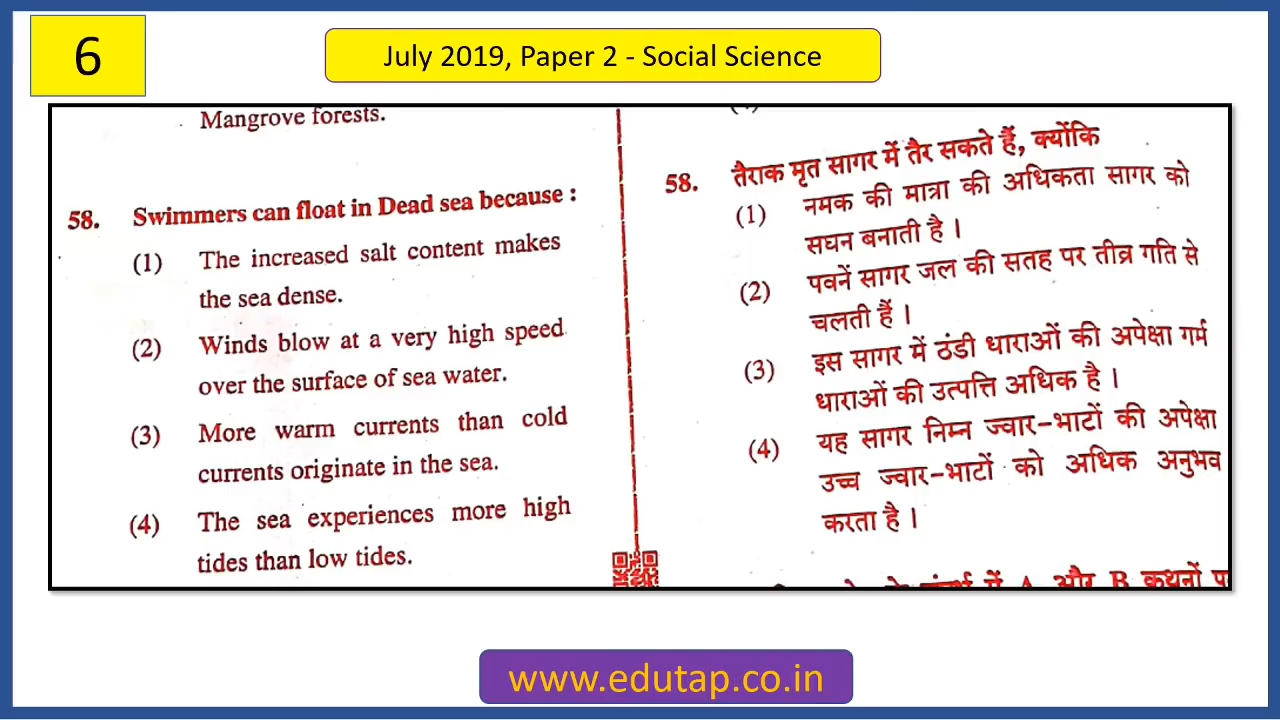 6
July 2019, Paper 2 - Social Science
Mangrove forests.
58. Swimmers can float in Dead sea because :
(1) The increased salt content makes
the sea dense.
(2) Winds blow at a very high speed
over the surface of sea water.
(3) More warm currents than cold
currents originate in the sea.
(4) The sea experiences more high
tides than low tides.
58. तैराक मृत सागर में तैर सकते हैं, क्योंकि
(1) नमक की मात्रा की अधिकता सागर को
सघन बनाती है ।
(2) पवनें सागर जल की सतह पर तीव्र गति से
चलती हैं ।
(3) इस सागर में ठंडी धाराओं की अपेक्षा गर्म
धाराओं की उत्पत्ति अधिक है ।
(4) यह सागर निम्न ज्वार-भाटों की अपेक्षा
उच्च ज्वार-भाटों को अधिक अनुभव
करता है ।
में A और B कथनों
www.edutap.co.in